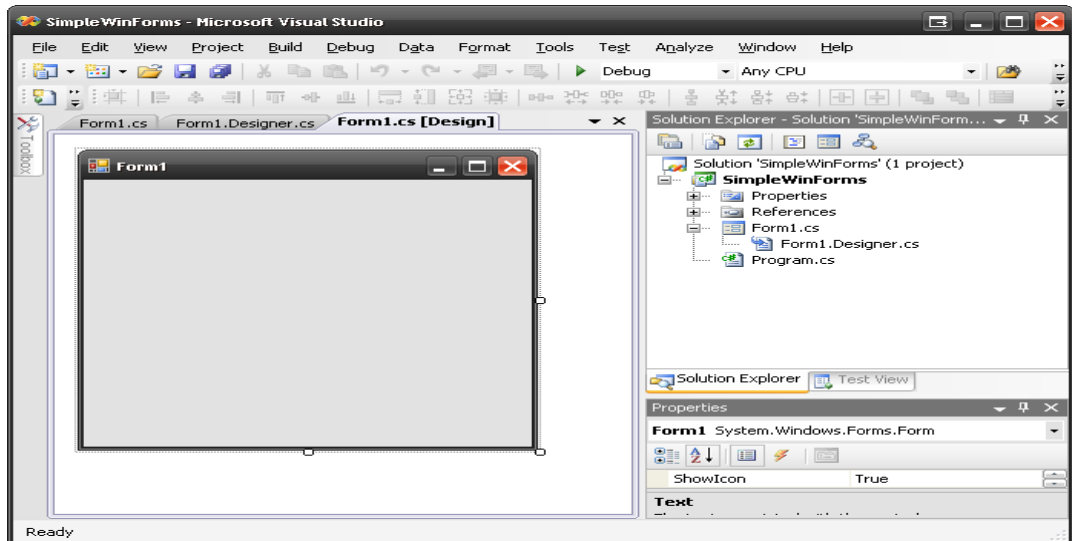 SimpleWinForms - Microsoft Visual Studio
File Edit View Project Build Debug Data Format Tools Test Analyze Window Help
Debug Any CPU
Toolbox
Form1.cs Form1.Designer.cs Form1.cs [Design]
Form1
Solution Explorer - Solution 'SimpleWinForm...
Solution 'SimpleWinForms' (1 project)
SimpleWinForms
Properties
References
Form1.cs
Form1.Designer.cs
Program.cs
Solution Explorer Test View
Properties
Form1 System.Windows.Forms.Form
ShowIcon True
Text
Ready